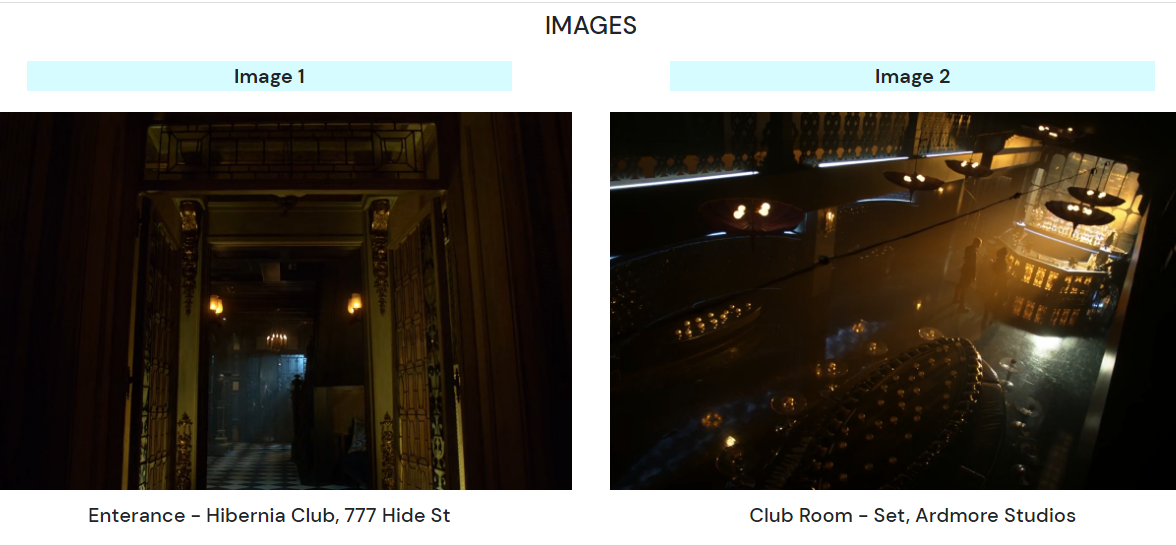 IMAGES
Image 1
Image 2
Enterance - Hibernia Club, 777 Hide St
Club Room - Set, Ardmore Studios